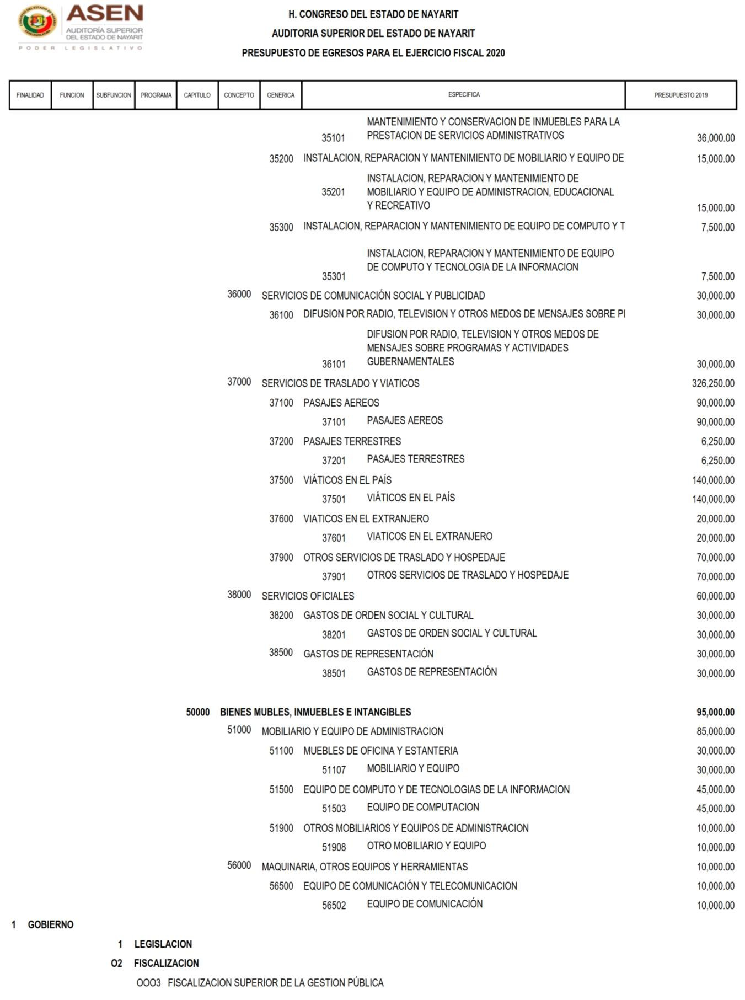 ASEN
AUDITORÍA SUPERIOR
DEL ESTADO DE NAYARIT
PODER LEGISLATIVO
H. CONGRESO DEL ESTADO DE NAYARIT
AUDITORIA SUPERIOR DEL ESTADO DE NAYARIT
PRESUPUESTO DE EGRESOS PARA EL EJERCICIO FISCAL 2020
FINALIDAD FUNCION SUBFUNCION PROGRAMA CAPITULO CONCEPTO GENERICA ESPECIFICA PRESUPUESTO 2019
MANTENIMIENTO Y CONSERVACION DE INMUEBLES PARA LA
35101 PRESTACION DE SERVICIOS ADMINISTRATIVOS 36,000.00
35200 INSTALACION, REPARACION Y MANTENIMIENTO DE MOBILIARIO Y EQUIPO DE 15,000.00
INSTALACION, REPARACION Y MANTENIMIENTO DE
35201 MOBILIARIO Y EQUIPO DE ADMINISTRACION, EDUCACIONAL
Y RECREATIVO 15,000.00
35300 INSTALACION, REPARACION Y MANTENIMIENTO DE EQUIPO DE COMPUTO Y T 7,500.00
INSTALACION, REPARACION Y MANTENIMIENTO DE EQUIPO
DE COMPUTO Y TECNOLOGIA DE LA INFORMACION
35301 7,500.00
36000 SERVICIOS DE COMUNICACIÓN SOCIAL Y PUBLICIDAD 30,000.00
36100 DIFUSION POR RADIO, TELEVISION Y OTROS MEDOS DE MENSAJES SOBRE 30,000.00
DIFUSION POR RADIO, TELEVISION Y OTROS MEDOS DE
MENSAJES SOBRE PROGRAMAS Y ACTIVIDADES
36101 GUBERNAMENTALES 30,000.00
37000 SERVICIOS DE TRASLADO Y VIATICOS 326,250.00
37100 PASAJES AEREOS 90,000.00
37101 PASAJES AEREOS 90,000.00
37200 PASAJES TERRESTRES 6,250.00
37201 PASAJES TERRESTRES 6,250.00
37500 VIÁTICOS EN EL PAÍS 140,000.00
37501 VIÁTICOS EN EL PAÍS 140,000.00
37600 VIATICOS EN EL EXTRANJERO 20,000.00
37601 VIATICOS EN EL EXTRANJERO 20,000.00
37900 OTROS SERVICIOS DE TRASLADO Y HOSPEDAJE 70,000.00
37901 OTROS SERVICIOS DE TRASLADO Y HOSPEDAJE 70,000.00
38000 SERVICIOS OFICIALES 60,000.00
38200 GASTOS DE ORDEN SOCIAL Y CULTURAL 30,000.00
38201 GASTOS DE ORDEN SOCIAL Y CULTURAL 30,000.00
38500 GASTOS DE REPRESENTACIÓN 30,000.00
38501 GASTOS DE REPRESENTACIÓN 30,000.00
50000 BIENES MUBLES, INMUEBLES E INTANGIBLES 95,000.00
51000 MOBILIARIO Y EQUIPO DE ADMINISTRACION 85,000.00
51100 MUEBLES DE OFICINA Y ESTANTERIA 30,000.00
51107 MOBILIARIO Y EQUIPO 30,000.00
51500 EQUIPO DE COMPUTO Y DE TECNOLOGIAS DE LA INFORMACION 45,000.00
51503 EQUIPO DE COMPUTACION 45,000.00
51900 OTROS MOBILIARIOS Y EQUIPOS DE ADMINISTRACION 10,000.00
51908 OTRO MOBILIARIO Y EQUIPO 10,000.00
56000 MAQUINARIA, OTROS EQUIPOS Y HERRAMIENTAS 10,000.00
56500 EQUIPO DE COMUNICACIÓN Y TELECOMUNICACION 10,000.00
56502 EQUIPO DE COMUNICACIÓN 10,000.00
1 GOBIERNO
1 LEGISLACION
O2 FISCALIZACION
OOO3 FISCALIZACION SUPERIOR DE LA GESTION PÚBLICA